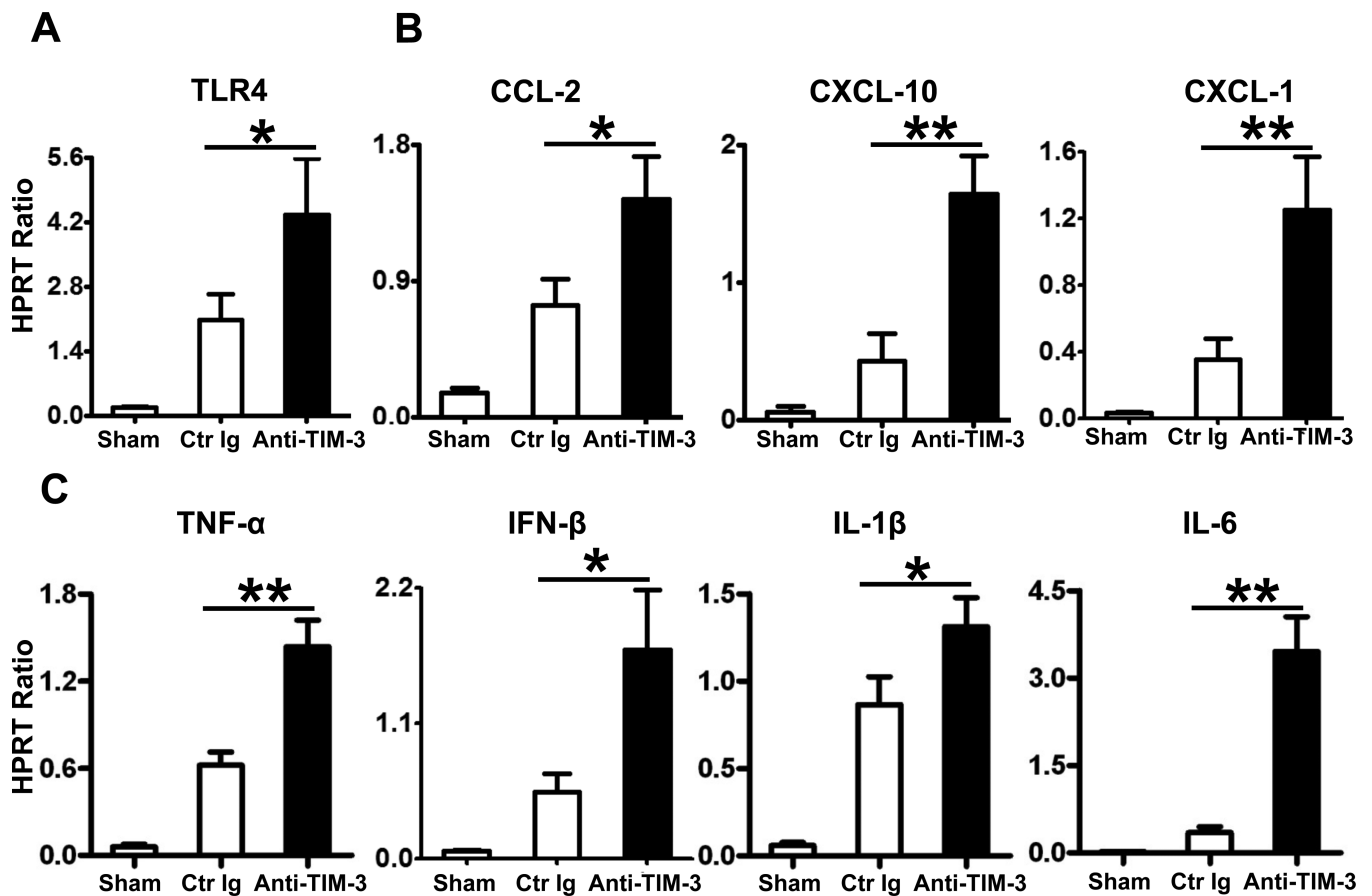 A
B
TLR4
CCL-2
CXCL-10
CXCL-1
*
*
**
**
HPRT Ratio
5.6
4.2
2.8
1.4
0.0
1.8
0.9
0.0
2
1
0
1.6
1.2
0.8
0.4
0.0
Sham Ctr Ig Anti-TIM-3
Sham Ctr Ig Anti-TIM-3
Sham Ctr Ig Anti-TIM-3
Sham Ctr Ig Anti-TIM-3
C
TNF-α
IFN-β
IL-1β
IL-6
**
*
*
**
HPRT Ratio
1.8
1.2
0.6
0.0
2.2
1.1
0.0
1.5
1.0
0.5
0.0
4.5
3.0
1.5
0.0
Sham Ctr Ig Anti-TIM-3
Sham Ctr Ig Anti-TIM-3
Sham Ctr Ig Anti-TIM-3
Sham Ctr Ig Anti-TIM-3